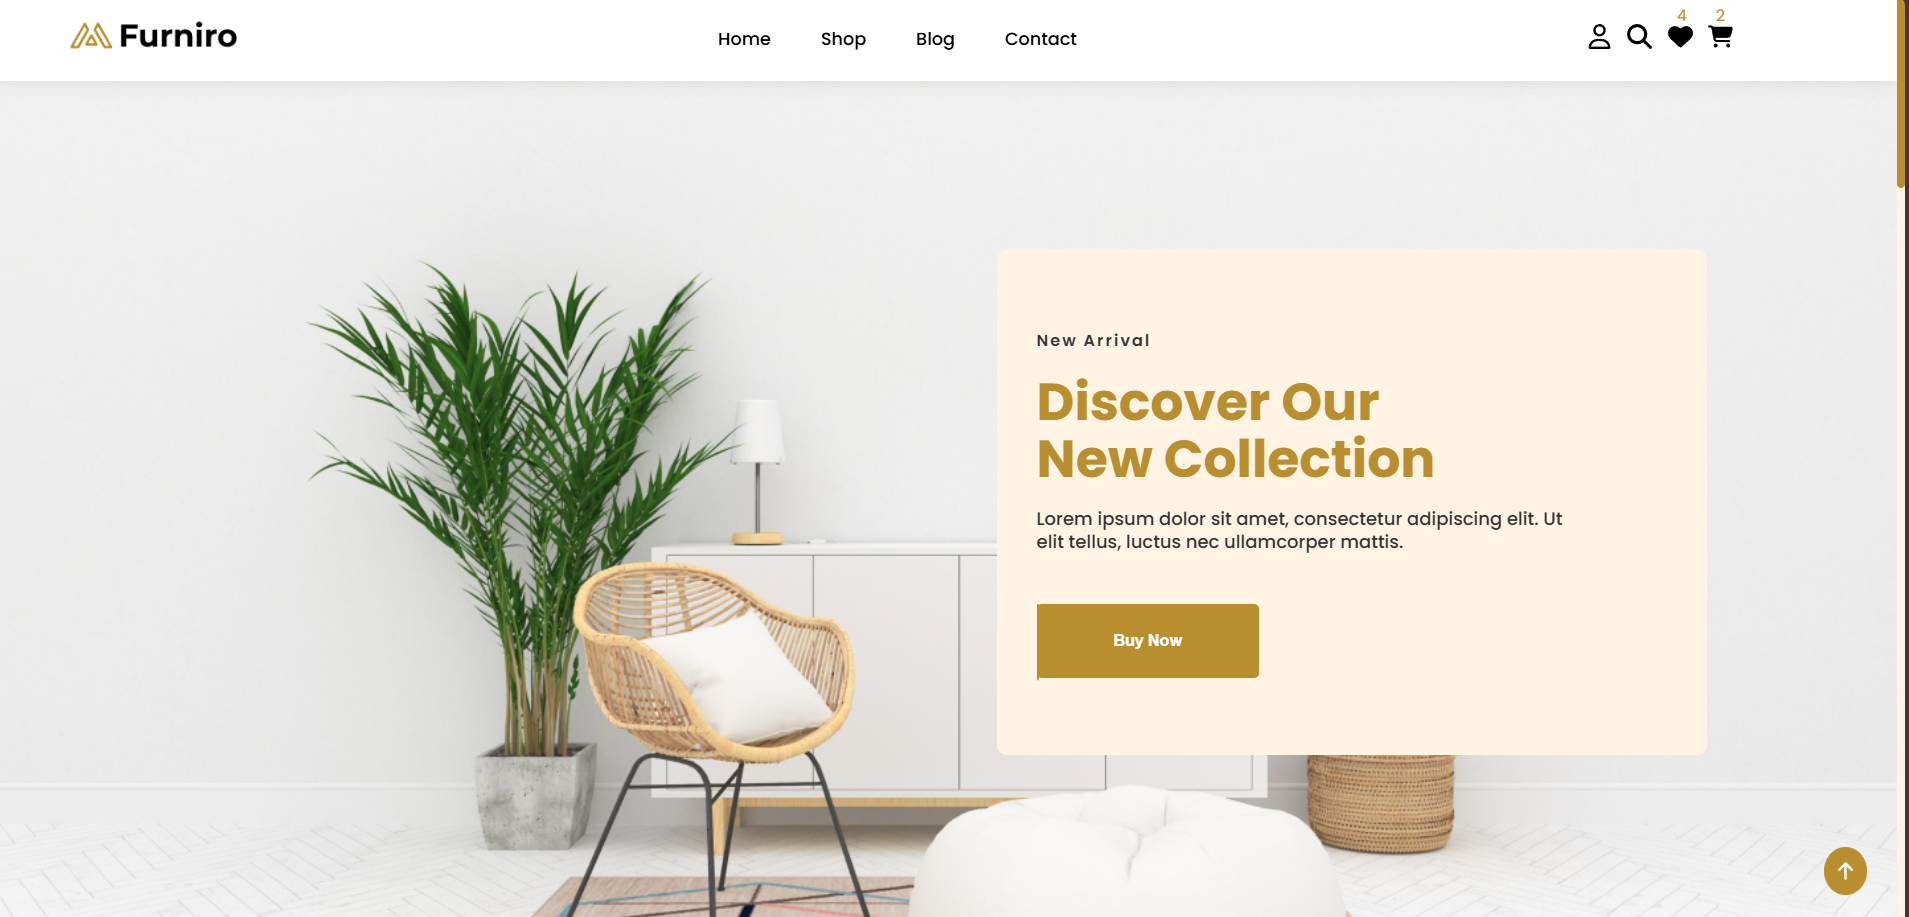 Furniro
Home Shop Blog Contact
4 2
New Arrival
Discover Our
New Collection
Lorem ipsum dolor sit amet, consectetur adipiscing elit. Ut
elit tellus, luctus nec ullamcorper mattis.
Buy Now